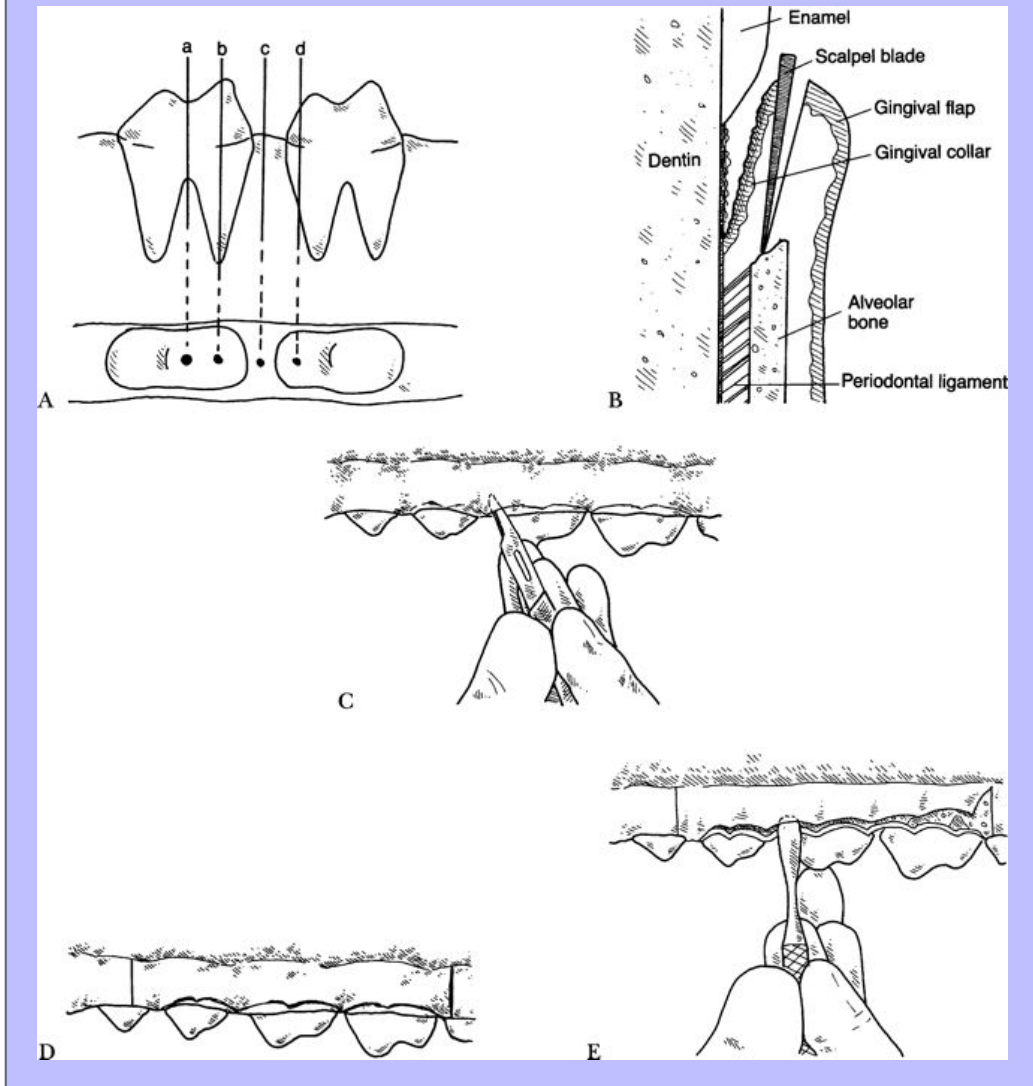 a b c d
A
Enamel
Scalpel blade
Gingival flap
Gingival collar
Dentin
Alveolar
bone
Periodontal ligament
B
C
D
E